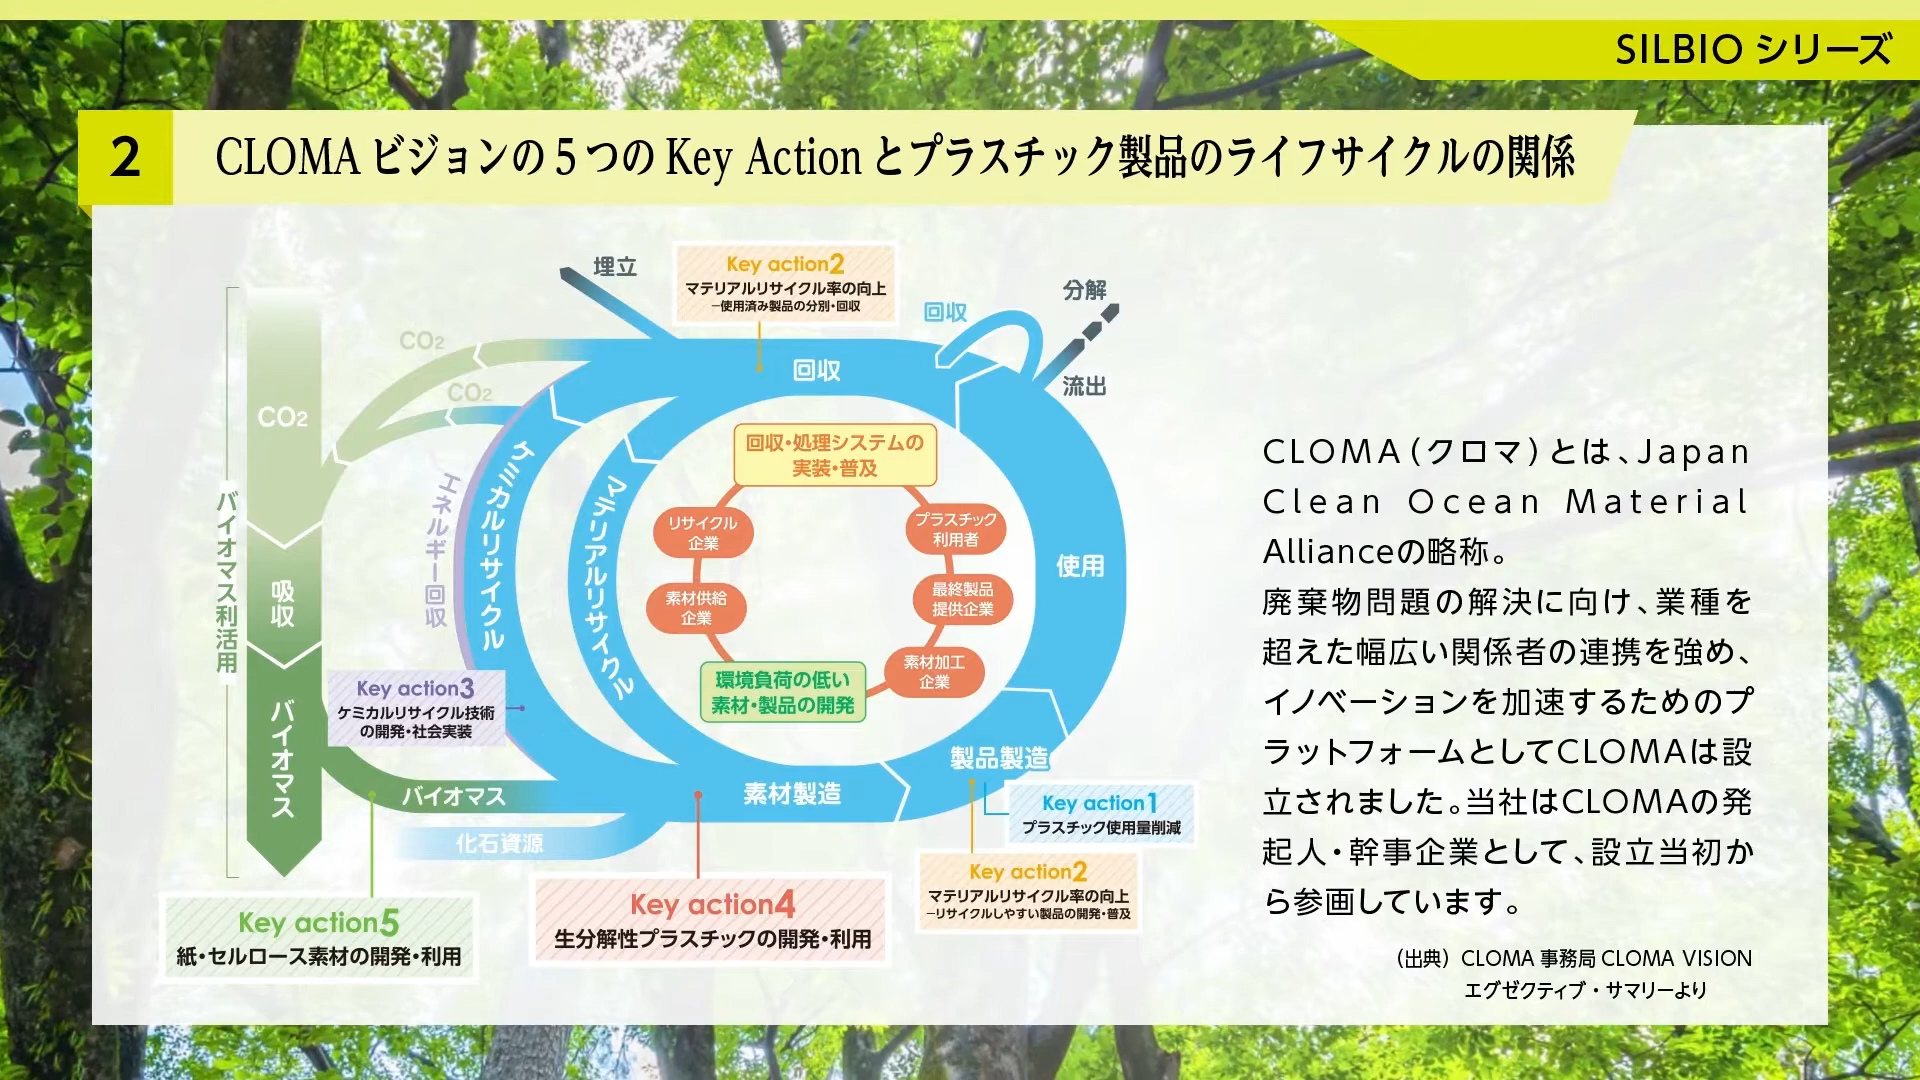 SILBIO シリーズ
2
CLOMA ビジョンの 5 つの Key Action とプラスチック製品のライフサイクルの関係
埋立
Key action2
マテリアルリサイクル率の向上
−使用済み製品の分別・回収
回収
分解
流出
CO2
CO2
CO2
回収
回収・処理システムの
実装・普及
リサイクル
企業
プラスチック
利用者
素材供給
企業
最終製品
提供企業
素材加工
企業
環境負荷の低い
素材・製品の開発
使用
バイオマス利活用
吸収
バイオマス
エネルギー回収
ケミカルリサイクル
マテリアルリサイクル
Key action3
ケミカルリサイクル技術
の開発・社会実装
製品製造
素材製造
バイオマス
化石資源
Key action1
プラスチック使用量削減
Key action2
マテリアルリサイクル率の向上
−リサイクルしやすい製品の開発・普及
Key action4
生分解性プラスチックの開発・利用
Key action5
紙・セルロース素材の開発・利用
CLOMA（クロマ）とは、Japan
Clean Ocean Material
Allianceの略称。
廃棄物問題の解決に向け、業種を
超えた幅広い関係者の連携を強め、
イノベーションを加速するためのプ
ラットフォームとしてCLOMAは設
立されました。当社はCLOMAの発
起人・幹事企業として、設立当初か
ら参画しています。
（出典）CLOMA 事務局 CLOMA VISION
エグゼクティブ・サマリーより